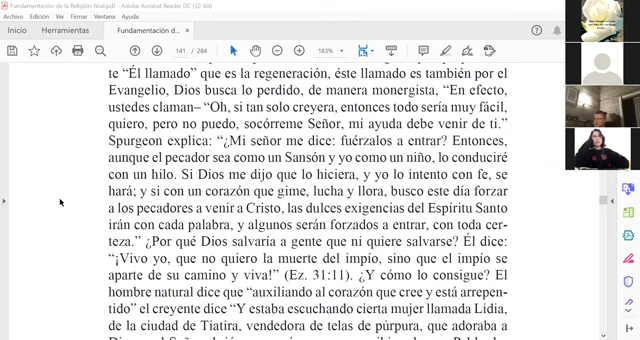 Fundamentación de la Religión final.pdf - Adobe Acrobat Reader DC (32-bit)
Archivo Edición Ver Firma Ventana Ayuda
Inicio Herramientas Fundamentación d...
141 / 284 183%
te “Él llamado” que es la regeneración, éste llamado es también por el
Evangelio, Dios busca lo perdido, de manera monergista, “En efecto,
ustedes claman– “Oh, si tan solo creyera, entonces todo sería muy fácil,
quiero, pero no puedo, socórreme Señor, mi ayuda debe venir de ti.”
Spurgeon explica: “¿Mi señor me dice: fuérzalos a entrar? Entonces,
aunque el pecador sea como un Sansón y yo como un niño, lo conduciré
con un hilo. Si Dios me dijo que lo hiciera, y yo lo intento con fe, se
hará; y si con un corazón que gime, lucha y llora, busco este día forzar
a los pecadores a venir a Cristo, las dulces exigencias del Espíritu Santo
irán con cada palabra, y algunos serán forzados a entrar, con toda cer-
teza.” ¿Por qué Dios salvaría a gente que ni quiere salvarse? Él dice:
“¡Vivo yo, que no quiero la muerte del impío, sino que el impío se
aparte de su camino y viva!” (Ez. 31:11). ¿Y cómo lo consigue? El
hombre natural dice que “auxiliando al corazón que cree y está arrepen-
tido” el creyente dice “Y estaba escuchando cierta mujer llamada Lidia,
de la ciudad de Tiatira, vendedora de telas de púrpura, que adoraba a